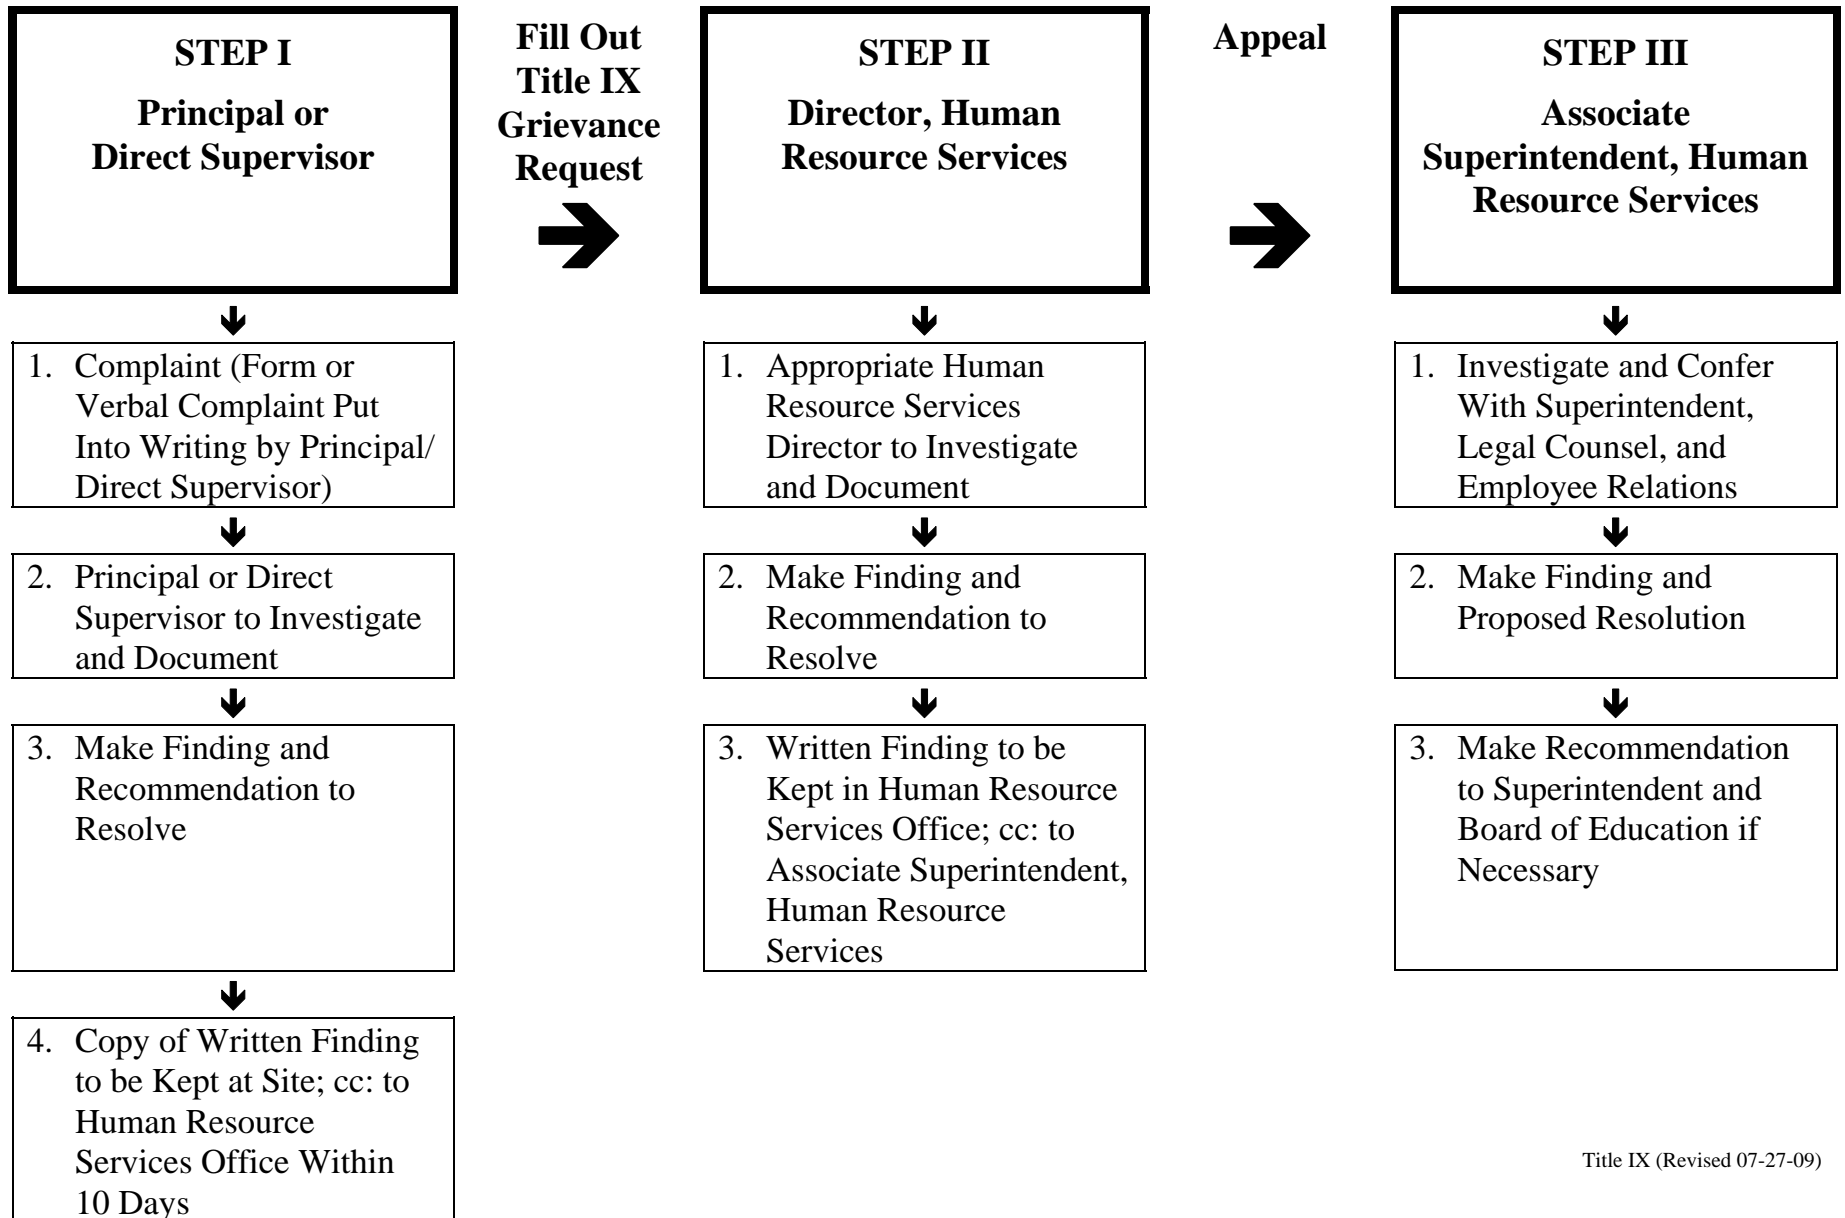 STEP I
Principal or
Direct Supervisor
Fill Out
Title IX
Grievance
Request
STEP II
Director, Human
Resource Services
Appeal
STEP III
Associate
Superintendent, Human
Resource Services
1. Complaint (Form or
Verbal Complaint Put
Into Writing by Principal/
Direct Supervisor)
2. Principal or Direct
Supervisor to Investigate
and Document
3. Make Finding and
Recommendation to
Resolve
4. Copy of Written Finding
to be Kept at Site; cc: to
Human Resource
Services Office Within
10 Days
1. Appropriate Human
Resource Services
Director to Investigate
and Document
2. Make Finding and
Recommendation to
Resolve
3. Written Finding to be
Kept in Human Resource
Services Office; cc: to
Associate Superintendent,
Human Resource
Services
1. Investigate and Confer
With Superintendent,
Legal Counsel, and
Employee Relations
2. Make Finding and
Proposed Resolution
3. Make Recommendation
to Superintendent and
Board of Education if
Necessary
Title IX (Revised 07-27-09)